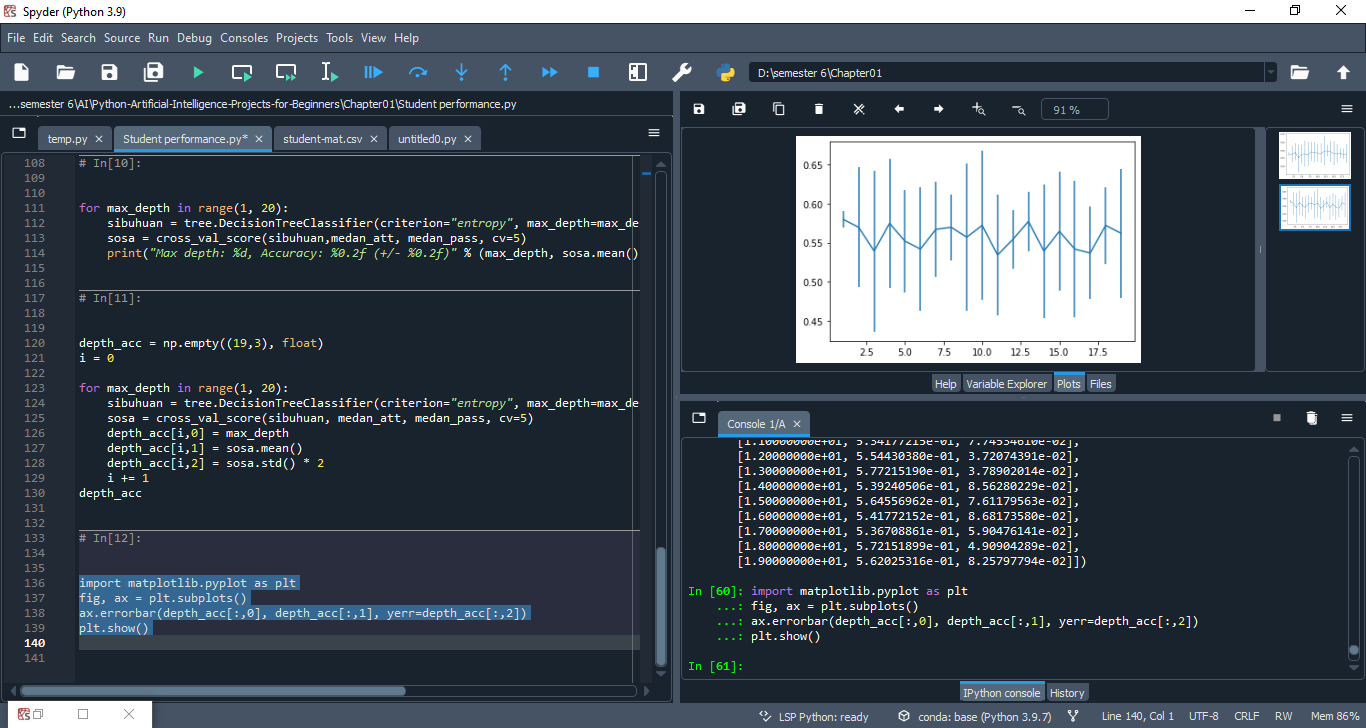 Spyder (Python 3.9)
File Edit Search Source Run Debug Consoles Projects Tools View Help
D:\semester 6\Chapter01
...semester 6\AI\Python-Artificial-Intelligence-Projects-for-Beginners\Chapter01\Student performance.py
temp.py Student performance.py* student-mat.csv untitled0.py
108 # In[10]:
109
110
111 for max_depth in range(1, 20):
112 sibuhuan = tree.DecisionTreeClassifier(criterion="entropy", max_depth=max_de
113 sosa = cross_val_score(sibuhuan,medan_att, medan_pass, cv=5)
114 print("Max depth: %d, Accuracy: %0.2f (+/- %0.2f)" % (max_depth, sosa.mean()
115
116
117 # In[11]:
118
119
120 depth_acc = np.empty((19,3), float)
121 i = 0
122
123 for max_depth in range(1, 20):
124 sibuhuan = tree.DecisionTreeClassifier(criterion="entropy", max_depth=max_de
125 sosa = cross_val_score(sibuhuan, medan_att, medan_pass, cv=5)
126 depth_acc[i,0] = max_depth
127 depth_acc[i,1] = sosa.mean()
128 depth_acc[i,2] = sosa.std() * 2
129 i += 1
130 depth_acc
131
132
133 # In[12]:
134
135
136 import matplotlib.pyplot as plt
137 fig, ax = plt.subplots()
138 ax.errorbar(depth_acc[:,0], depth_acc[:,1], yerr=depth_acc[:,2])
139 plt.show()
140
141
91 %
0.65
0.60
0.55
0.50
0.45
2.5 5.0 7.5 10.0 12.5 15.0 17.5
Help Variable Explorer Plots Files
Console 1/A
[1.10000000e+01, 5.34177215e-01, 7.74534610e-02],
[1.20000000e+01, 5.54430380e-01, 3.72074391e-02],
[1.30000000e+01, 5.77215190e-01, 3.78902014e-02],
[1.40000000e+01, 5.39240506e-01, 8.56280229e-02],
[1.50000000e+01, 5.64556962e-01, 7.61179563e-02],
[1.60000000e+01, 5.41772152e-01, 8.68173580e-02],
[1.70000000e+01, 5.36708861e-01, 5.90476141e-02],
[1.80000000e+01, 5.72151899e-01, 4.90904289e-02],
[1.90000000e+01, 5.62025316e-01, 8.25797794e-02]])
In [60]: import matplotlib.pyplot as plt
...: fig, ax = plt.subplots()
...: ax.errorbar(depth_acc[:,0], depth_acc[:,1], yerr=depth_acc[:,2])
...: plt.show()
In [61]:
IPython console History
LSP Python: ready conda: base (Python 3.9.7) Line 140, Col 1 UTF-8 CRLF RW Mem 86%